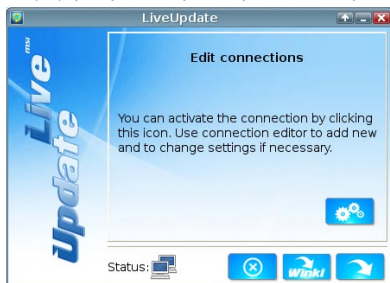 LiveUpdate
msi
Live
Update
Edit connections
You can activate the connection by clicking
this icon. Use connection editor to add new
and to change settings if necessary.
Status:
Winki